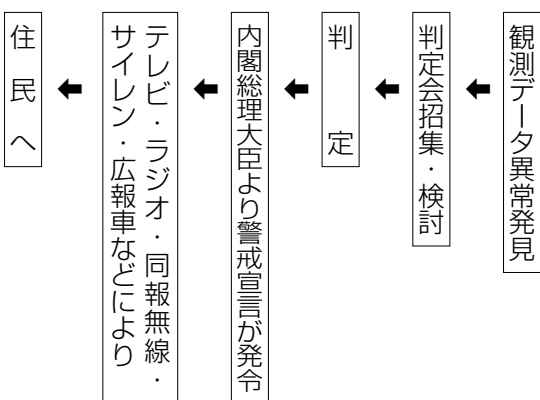 観測データ異常発見
判定会招集・検討
判定
内閣総理大臣より警戒宣言が発令
テレビ・ラジオ・同報無線・
サイレン・広報車などにより
住民へ